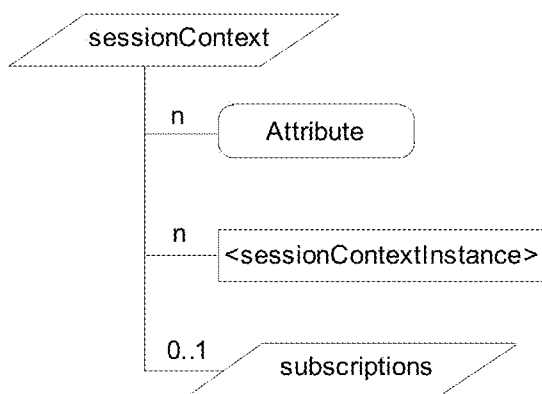 sessionContext
n
Attribute
n
<sessionContextInstance>
0..1
subscriptions